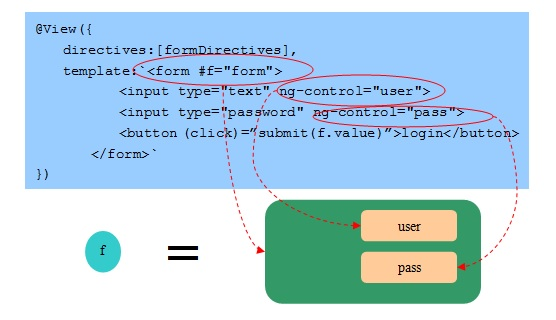 @View({
directives:[formDirectives],
template:`<form #f="form">
<input type="text" ng-control="user">
<input type="password" ng-control="pass">
<button (click)="submit(f.value)">login</button>
</form>`
})
f
=
user
pass